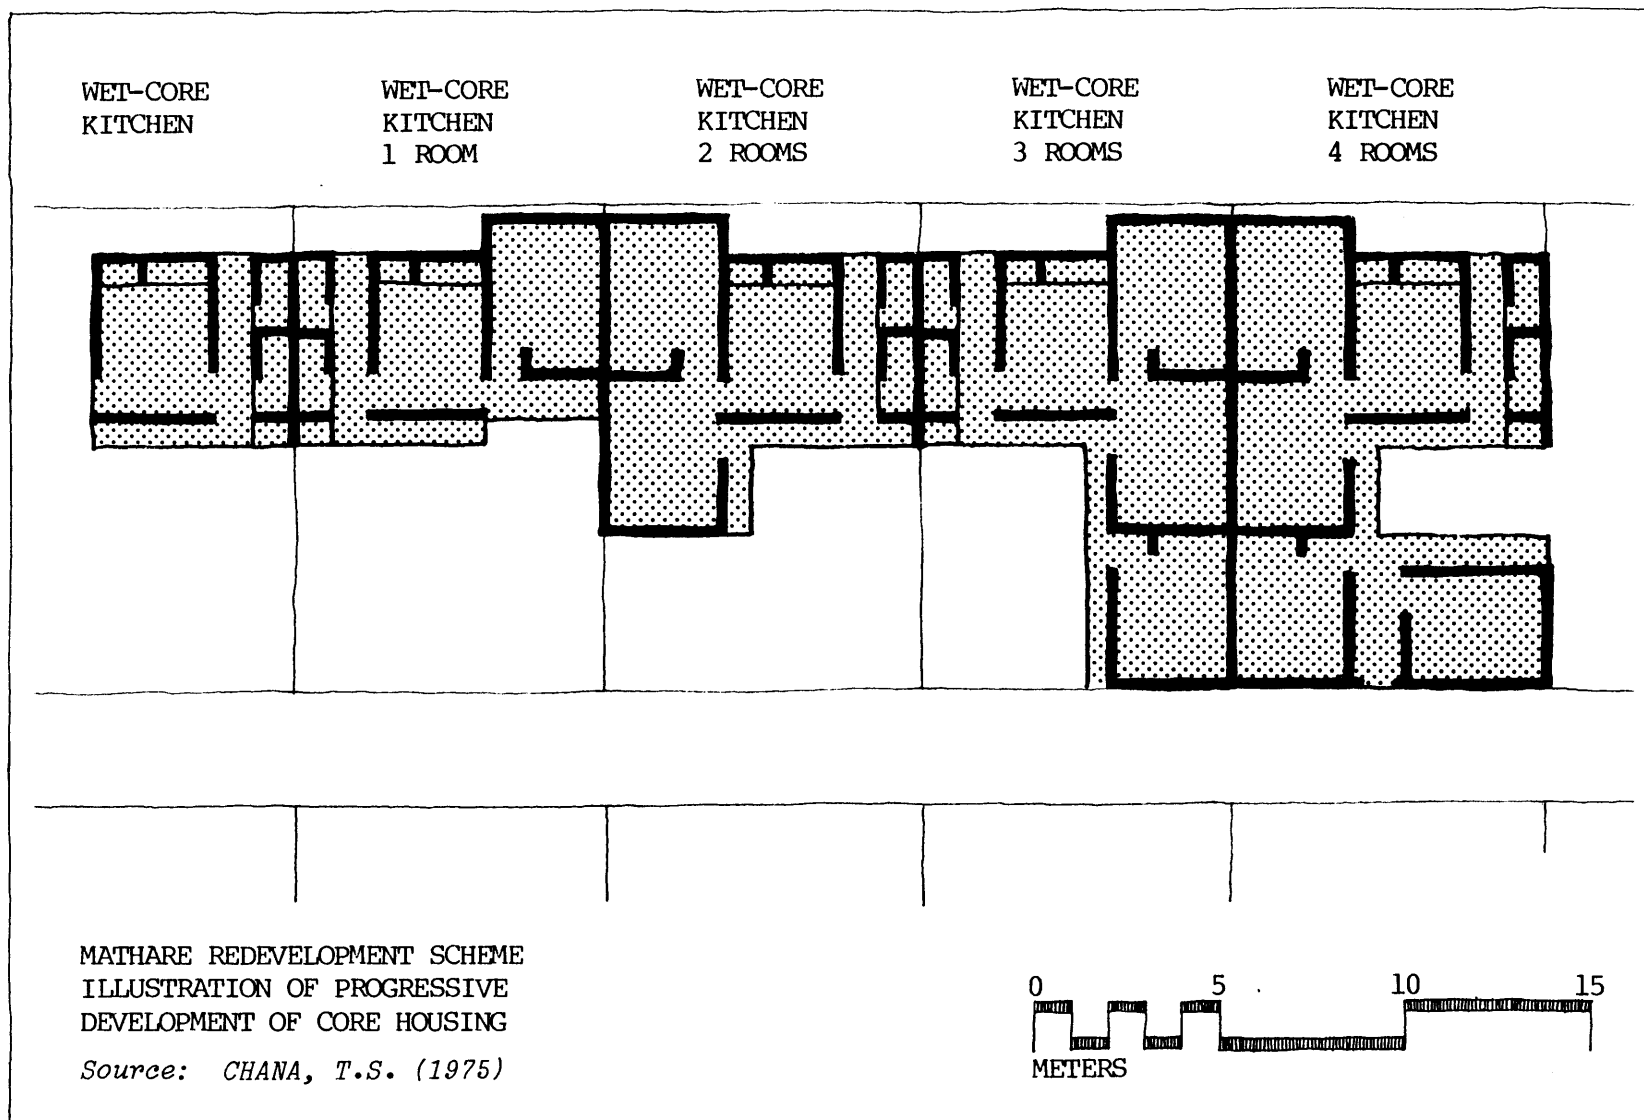 WET-CORE
KITCHEN
WET-CORE
KITCHEN
1 ROOM
WET-CORE
KITCHEN
2 ROOMS
WET-CORE
KITCHEN
3 ROOMS
WET-CORE
KITCHEN
4 ROOMS
MATHARE REDEVELOPMENT SCHEME
ILLUSTRATION OF PROGRESSIVE
DEVELOPMENT OF CORE HOUSING
Source: CHANA, T.S. (1975)
0 5 10 15
METERS